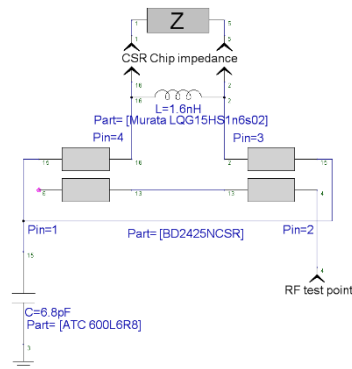 Z
1
5
1
5
CSR Chip impedance
16
2
16
2
L=1.6nH
Part= [Murata LQG15HS1n6s02]
Pin=4
Pin=3
15
16
2
15
6
13
13
4
Pin=1
Part= [BD2425NCSR]
Pin=2
15
4
RF test point
C=6.8pF
Part= [ATC 600L6R8]
3